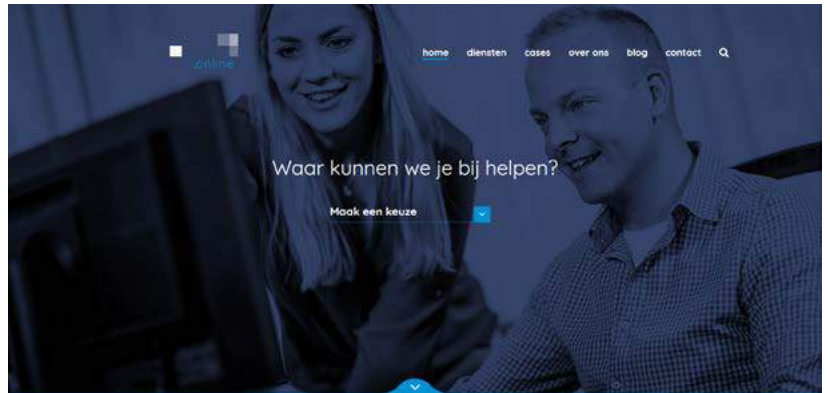 .online
home diensten cases over ons blog contact
Waar kunnen we je bij helpen?
Maak een keuze